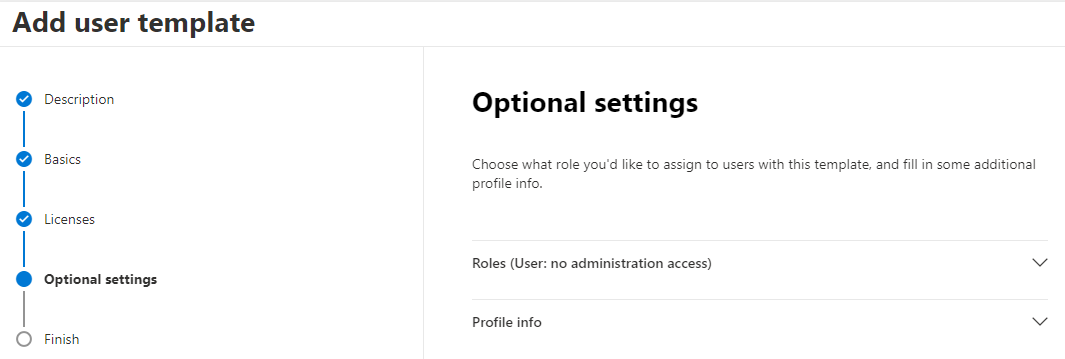 Add user template
Description
Basics
Licenses
Optional settings
Finish
Optional settings
Choose what role you'd like to assign to users with this template, and fill in some additional
profile info.
Roles (User: no administration access)
Profile info